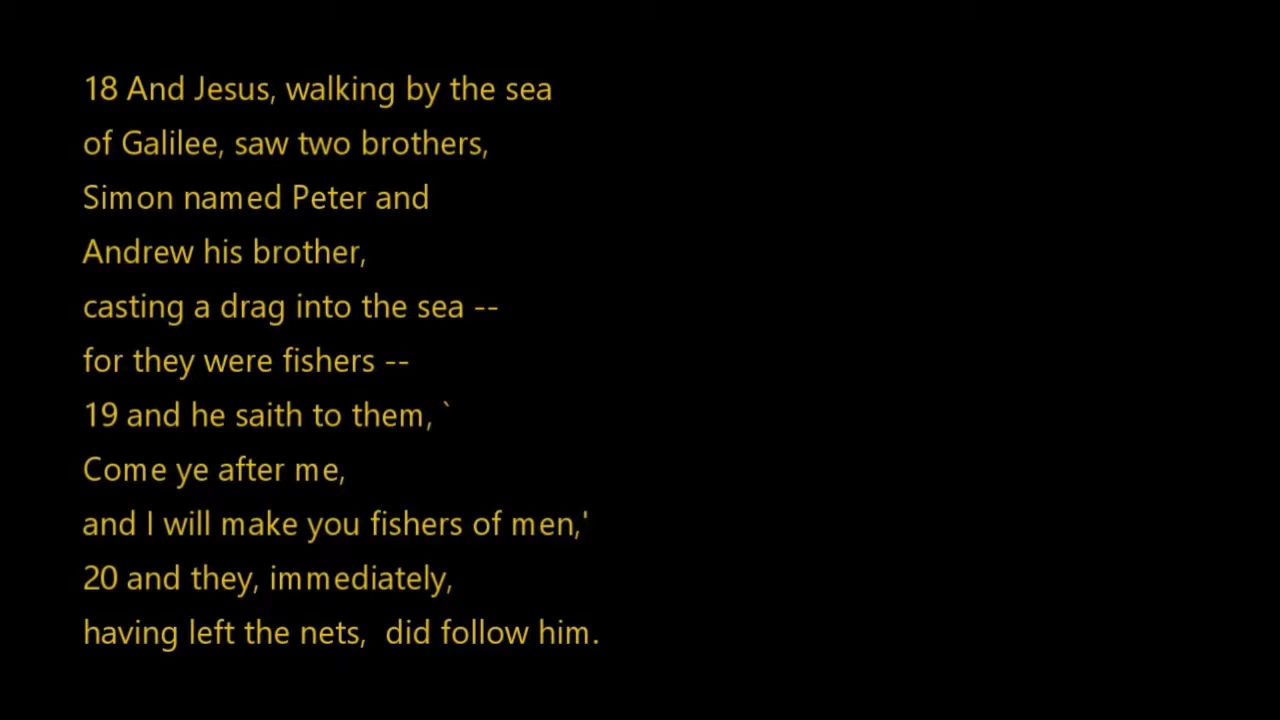 18 And Jesus, walking by the sea
of Galilee, saw two brothers,
Simon named Peter and
Andrew his brother,
casting a drag into the sea --
for they were fishers --
19 and he saith to them, `
Come ye after me,
and I will make you fishers of men,'
20 and they, immediately,
having left the nets,  did follow him.